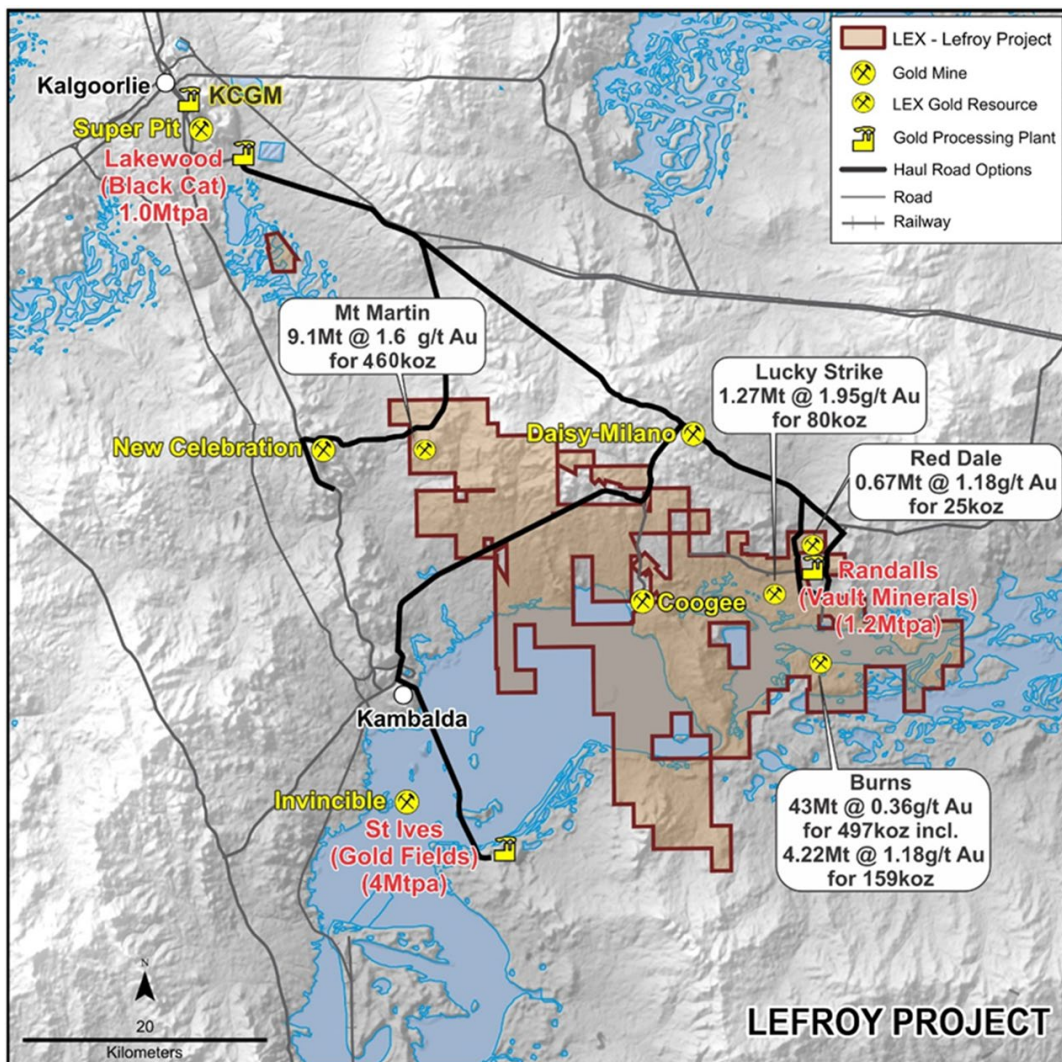 LEX - Lefroy Project
Gold Mine
LEX Gold Resource
Gold Processing Plant
Haul Road Options
Road
Railway
Kalgoorlie
KCGM
Super Pit
Lakewood
(Black Cat)
1.0Mtpa
Mt Martin
9.1Mt @ 1.6 g/t Au
for 460koz
Lucky Strike
1.27Mt @ 1.95g/t Au
for 80koz
New Celebration
Daisy-Milano
Red Dale
0.67Mt @ 1.18g/t Au
for 25koz
Coogee
Randalls
(Vault Minerals)
(1.2Mtpa)
Kambalda
Invincible
St Ives
(Gold Fields)
(4Mtpa)
Burns
43Mt @ 0.36g/t Au
for 497koz incl.
4.22Mt @ 1.18g/t Au
for 159koz
N
20
Kilometers
LEFROY PROJECT